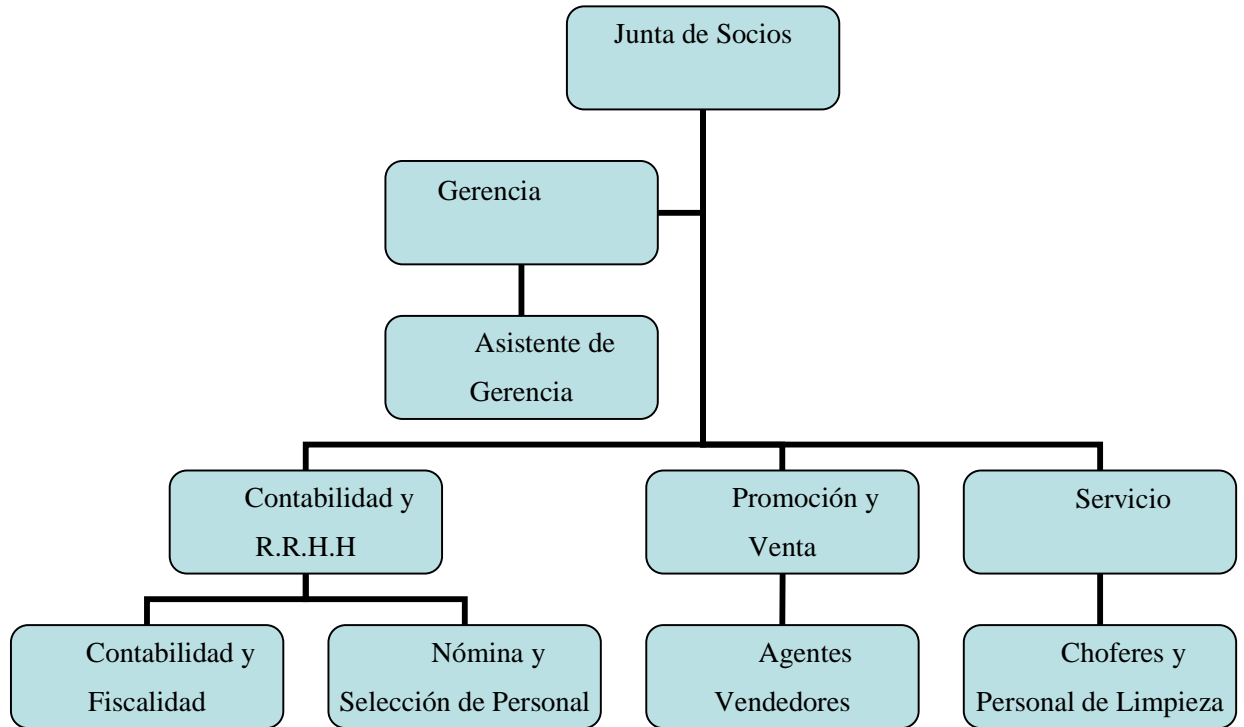 Junta de Socios
Gerencia
Asistente de
Gerencia
Contabilidad y
R.R.H.H
Promoción y
Venta
Servicio
Contabilidad y
Fiscalidad
Nómina y
Selección de Personal
Agentes
Vendedores
Choferes y
Personal de Limpieza